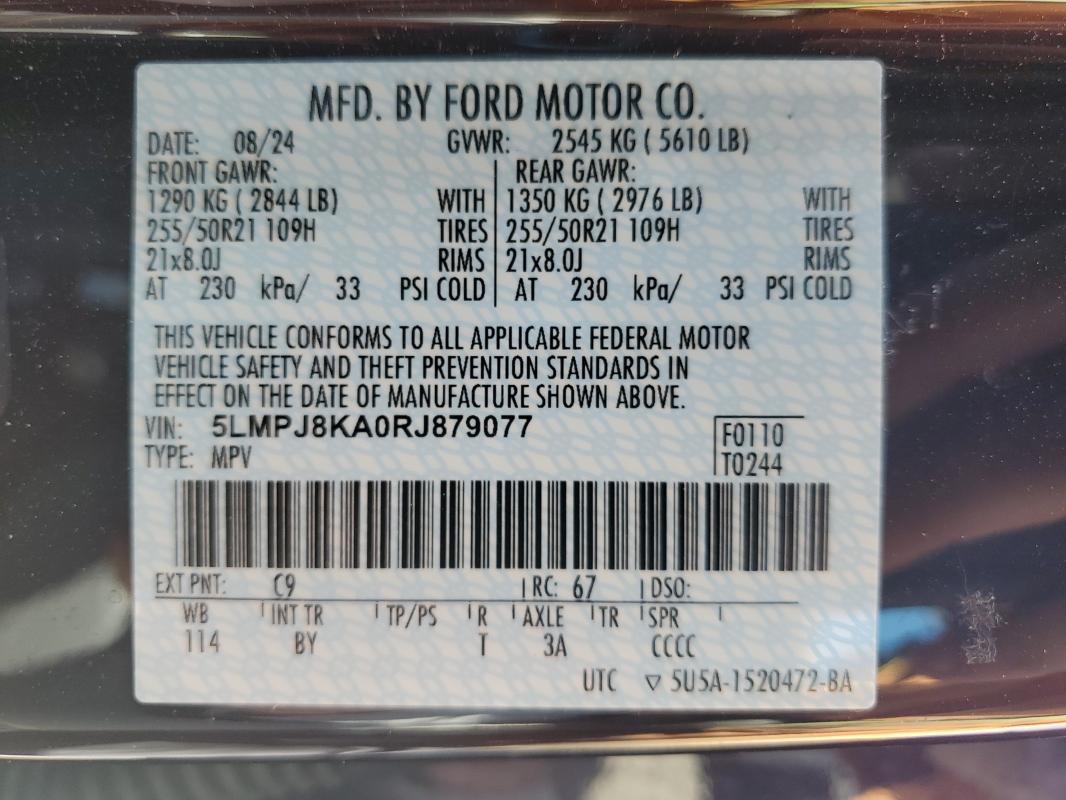 MFD. BY FORD MOTOR CO.
DATE: 08/24 GVWR: 2545 KG ( 5610 LB)
FRONT GAWR: REAR GAWR:
1290 KG ( 2844 LB) WITH 1350 KG ( 2976 LB) WITH
255/50R21 109H TIRES 255/50R21 109H TIRES
21x8.0J RIMS 21x8.0J RIMS
AT 230 kPa/ 33 PSI COLD AT 230 kPa/ 33 PSI COLD
THIS VEHICLE CONFORMS TO ALL APPLICABLE FEDERAL MOTOR
VEHICLE SAFETY AND THEFT PREVENTION STANDARDS IN
EFFECT ON THE DATE OF MANUFACTURE SHOWN ABOVE.
VIN: 5LMPJ8KA0RJ879077
F0110
TYPE: MPV
T0244
EXT PNT: C9 RC: 67 DSO:
WB INT TR TP/PS R AXLE TR SPR
114 BY T 3A CCCC
UTC ▽ 5U5A-1520472-BA